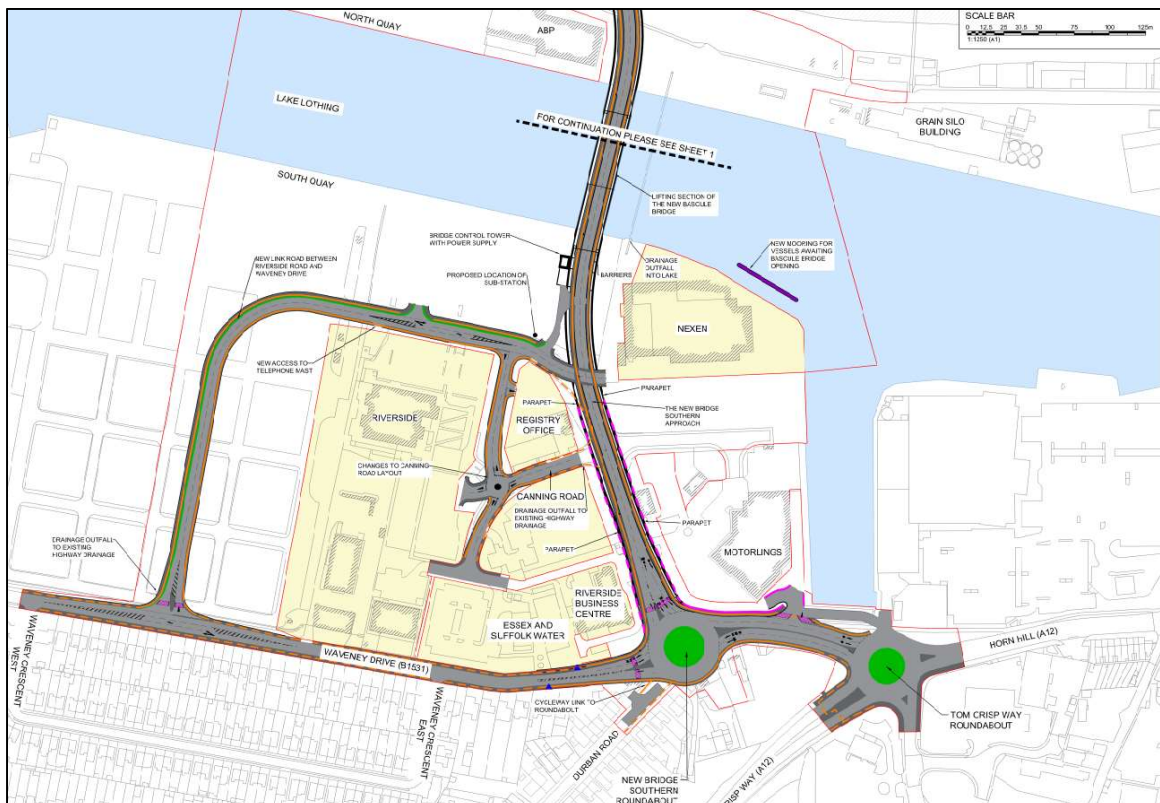 NORTH QUAY
ABP
SCALE BAR
0 12.5 25 37.5 50 75 100 125m
1:1250 (A1)
LAKE LOTHING
FOR CONTINUATION PLEASE SEE SHEET 1
GRAIN SILO
BUILDING
SOUTH QUAY
LIFTING SECTION OF
THE NEW BASCULE
BRIDGE
BRIDGE CONTROL TOWER
WITH POWER SUPPLY
NEW MOORING FOR
VESSELS AWAITING
BASCULE BRIDGE
OPENING
NEW LINK ROAD BETWEEN
RIVERSIDE ROAD AND
WAVENEY DRIVE
PROPOSED LOCATION OF
SUB-STATION
BARRIERS
DRAINAGE
OUTFALL
INTO LAKE
NEXEN
NEW ACCESS TO
TELEPHONE MAST
PARAPET
PARAPET
THE NEW BRIDGE
SOUTHERN
APPROACH
RIVERSIDE
REGISTRY
OFFICE
CHANGES TO CANNING
ROAD LAYOUT
CANNING ROAD
DRAINAGE OUTFALL TO
EXISTING HIGHWAY
DRAINAGE
PARAPET
PARAPET
MOTORLINGS
DRAINAGE OUTFALL
TO EXISTING
HIGHWAY DRAINAGE
RIVERSIDE
BUSINESS
CENTRE
ESSEX AND
SUFFOLK WATER
WAVENEY DRIVE (B1531)
HORN HILL (A12)
WAVENEY CRESCENT
WEST
WAVENEY CRESCENT
EAST
CYCLEWAY LINK TO
ROUNDABOUT
DURBAN ROAD
TOM CRISP WAY
ROUNDABOUT
NEW BRIDGE
SOUTHERN
ROUNDABOUT
CRISP WAY (A12)